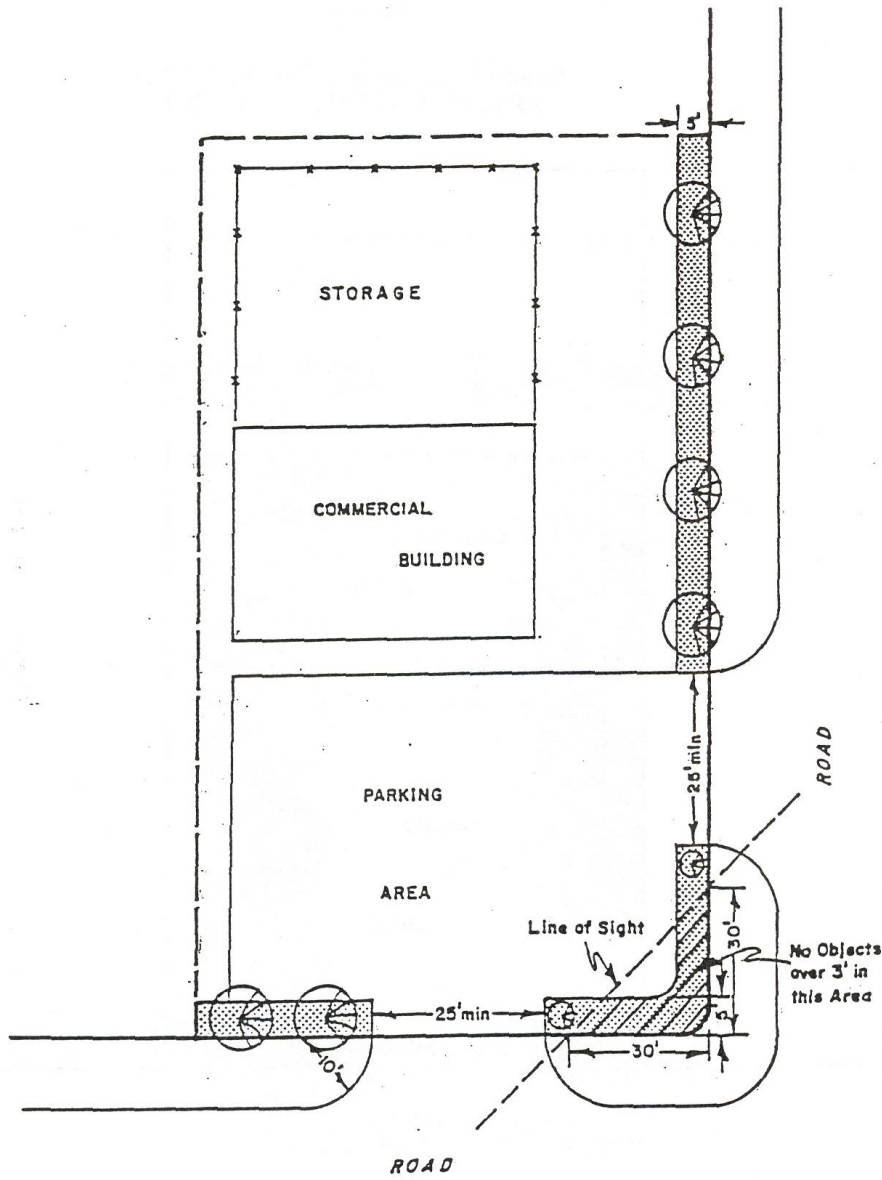 5'
STORAGE
COMMERCIAL
BUILDING
25'min
ROAD
PARKING
AREA
Line of Sight
30'
No Objects
over 3' in
this Area
25'min
5'
30'
10'
ROAD